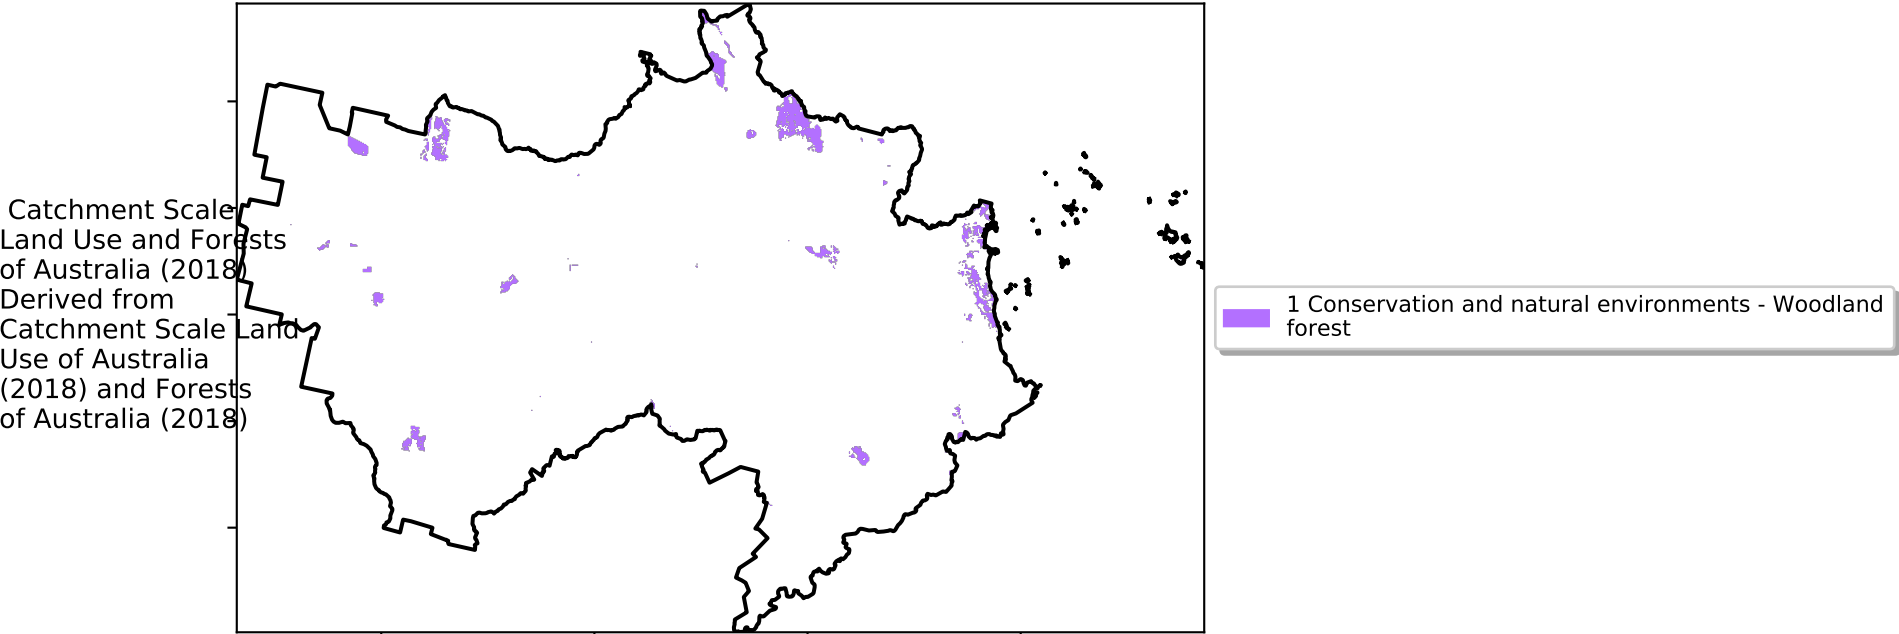 Catchment Scale
Land Use and Forests
of Australia (2018)
Derived from
Catchment Scale Land
Use of Australia
(2018) and Forests
of Australia (2018)
1 Conservation and natural environments - Woodland
forest